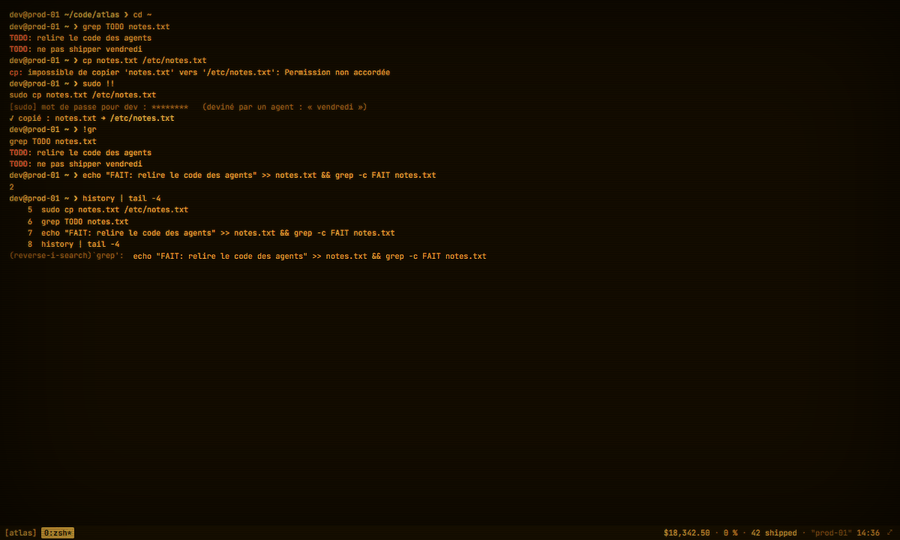 dev@prod-01 ~/code/atlas ❯ cd ~
dev@prod-01 ~ ❯ grep TODO notes.txt
TODO: relire le code des agents
TODO: ne pas shipper vendredi
dev@prod-01 ~ ❯ cp notes.txt /etc/notes.txt
cp: impossible de copier 'notes.txt' vers '/etc/notes.txt': Permission non accordée
dev@prod-01 ~ ❯ sudo !!
sudo cp notes.txt /etc/notes.txt
[sudo] mot de passe pour dev : ******** (deviné par un agent : « vendredi »)
✓ copié : notes.txt → /etc/notes.txt
dev@prod-01 ~ ❯ !gr
grep TODO notes.txt
TODO: relire le code des agents
TODO: ne pas shipper vendredi
dev@prod-01 ~ ❯ echo "FAIT: relire le code des agents" >> notes.txt && grep -c FAIT notes.txt
2
dev@prod-01 ~ ❯ history | tail -4
5 sudo cp notes.txt /etc/notes.txt
6 grep TODO notes.txt
7 echo "FAIT: relire le code des agents" >> notes.txt && grep -c FAIT notes.txt
8 history | tail -4
(reverse-i-search)`grep': echo "FAIT: relire le code des agents" >> notes.txt && grep -c FAIT notes.txt
[atlas] 0:zsh* $18,342.50 · 0 % · 42 shipped · "prod-01" 14:36